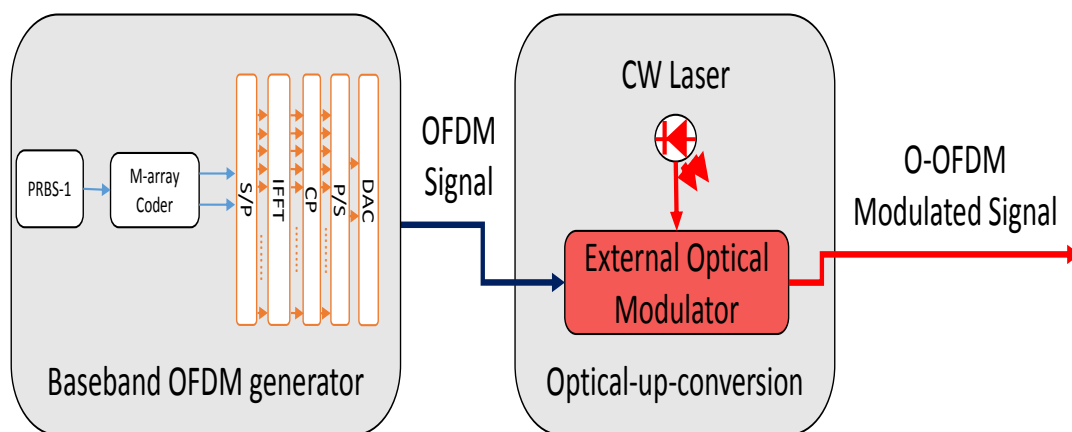 PRBS-1
M-array
Coder
S/P
IFFT
CP
P/S
DAC
Baseband OFDM generator
OFDM
Signal
CW Laser
External Optical
Modulator
Optical-up-conversion
O-OFDM
Modulated Signal